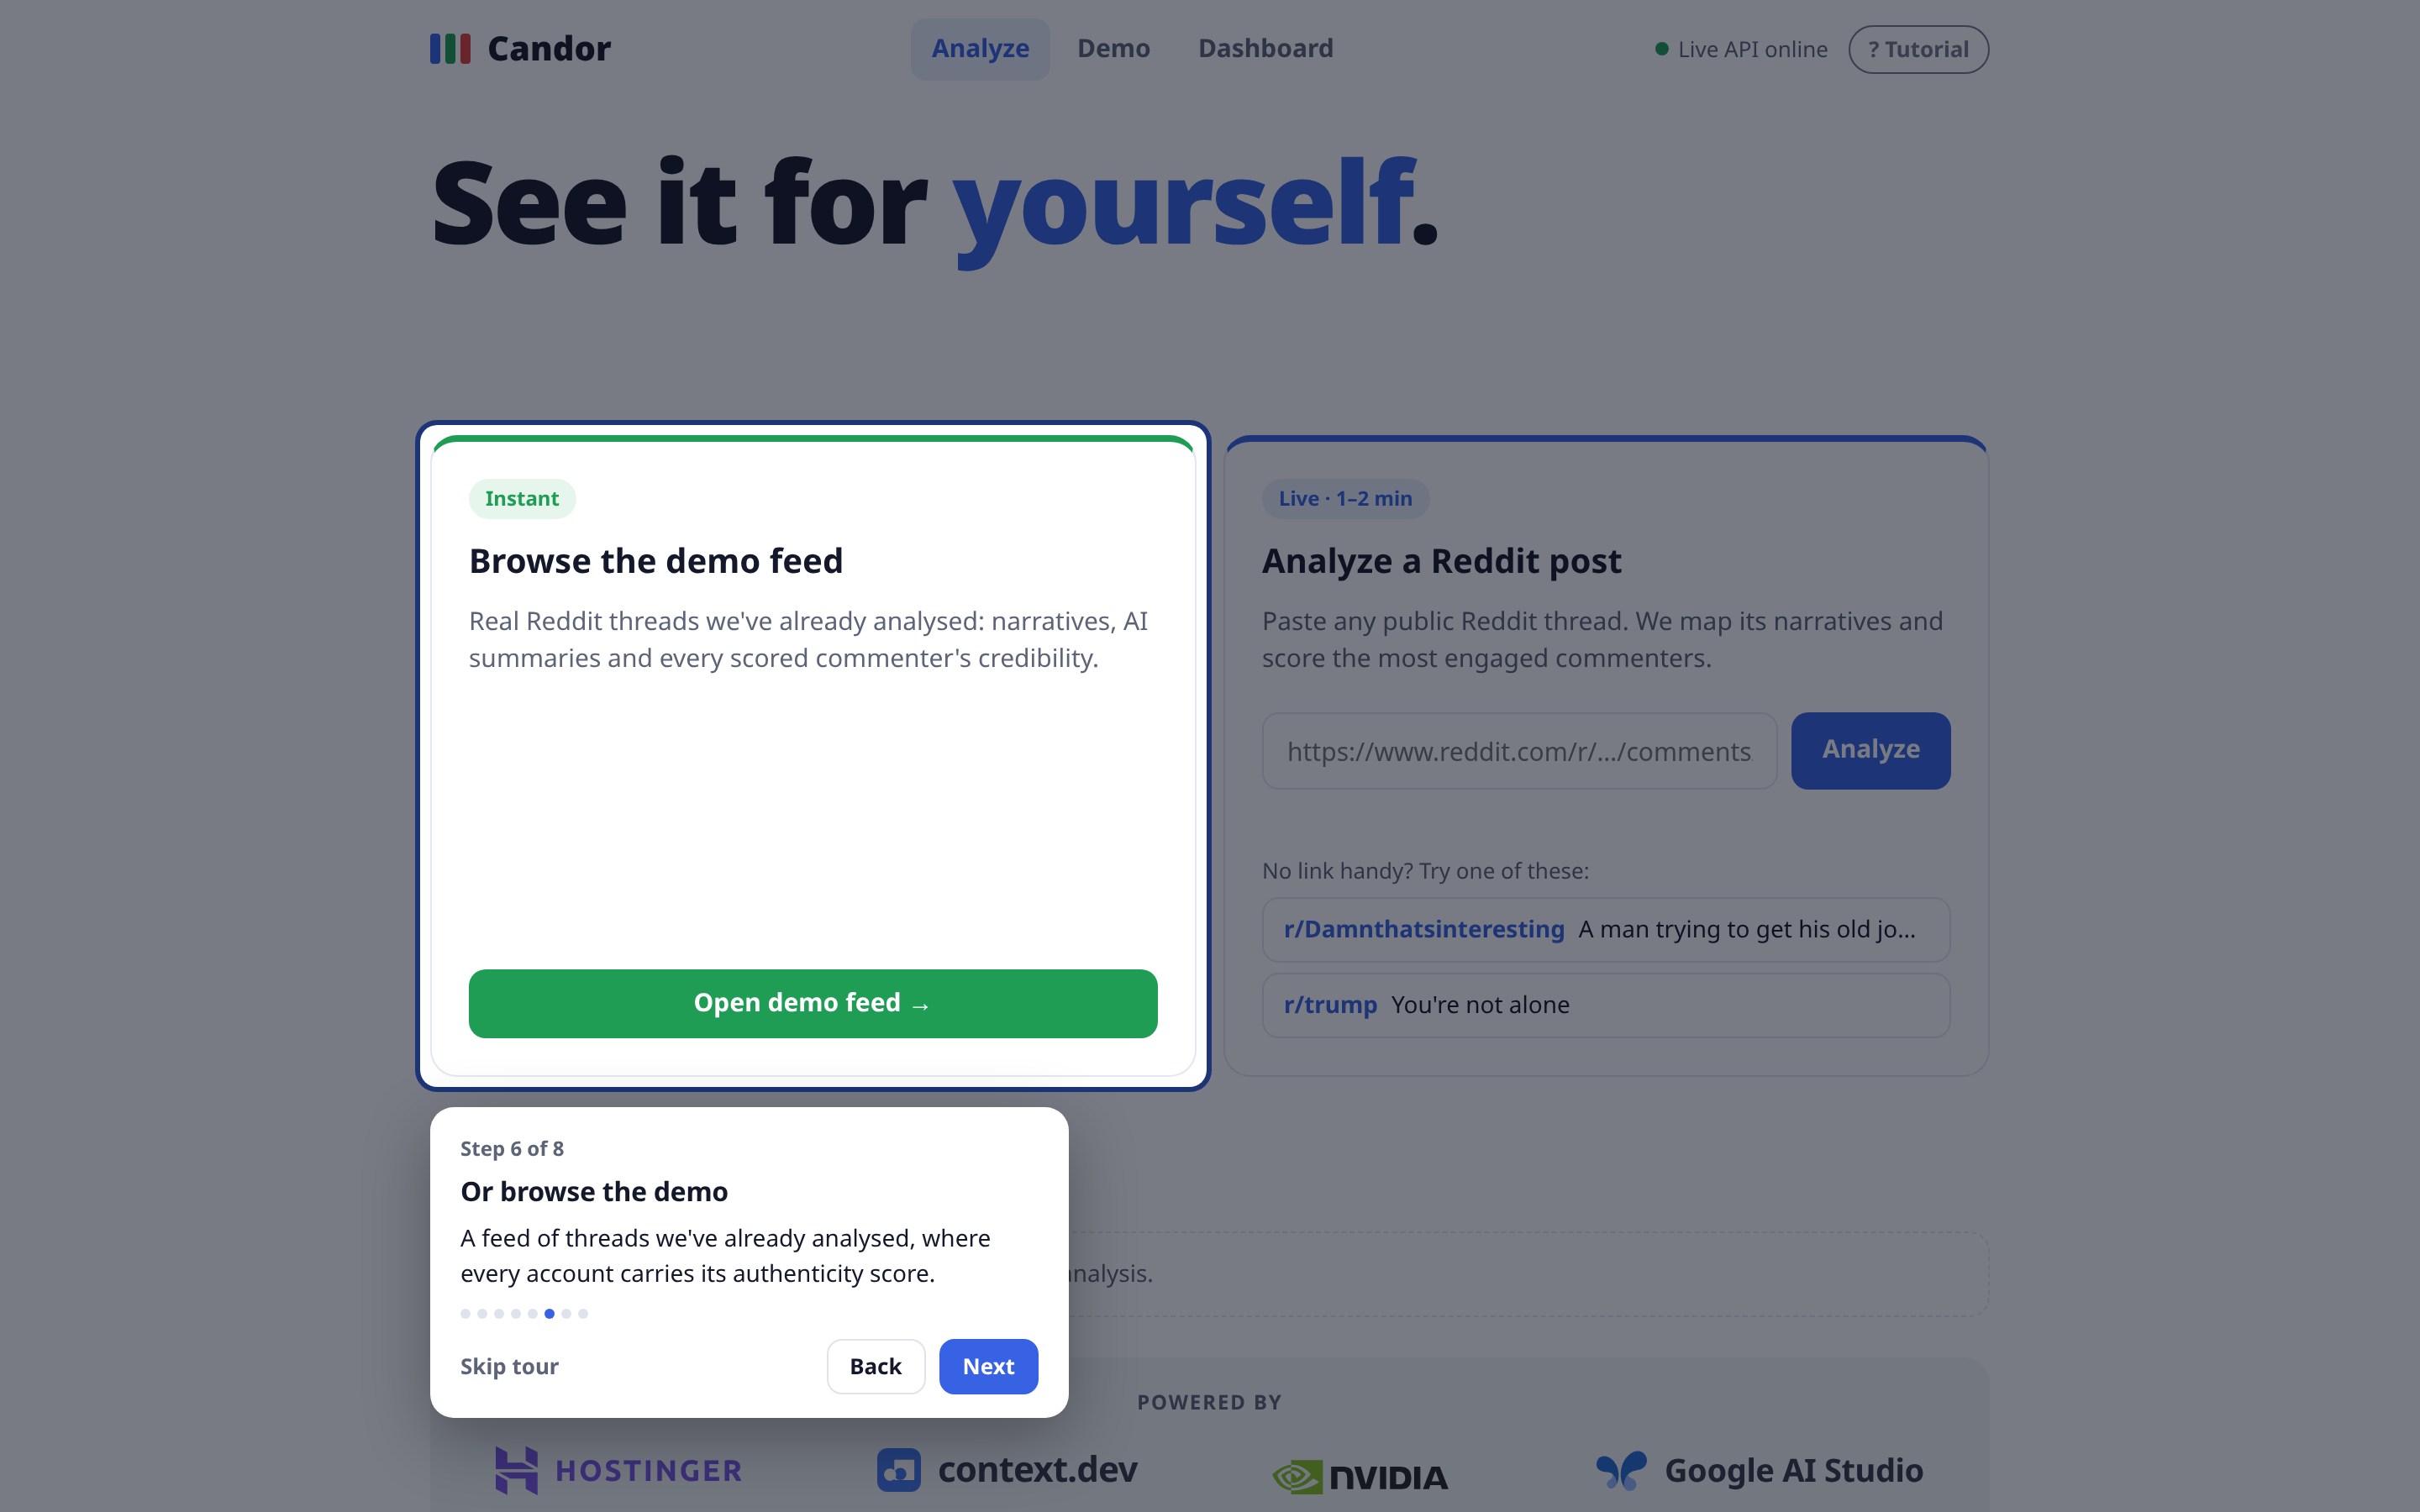 Candor
Analyze
Demo
Dashboard
Live API online
? Tutorial
See it for yourself.
Instant
Browse the demo feed
Real Reddit threads we've already analysed: narratives, AI
summaries and every scored commenter's credibility.
Open demo feed →
Live · 1–2 min
Analyze a Reddit post
Paste any public Reddit thread. We map its narratives and
score the most engaged commenters.
https://www.reddit.com/r/.../comments
Analyze
No link handy? Try one of these:
r/Damnthatsinteresting A man trying to get his old jo...
r/trump You're not alone
Step 6 of 8
Or browse the demo
A feed of threads we've already analysed, where
every account carries its authenticity score.
Skip tour
Back
Next
analysis.
POWERED BY
HOSTINGER
context.dev
NVIDIA
Google AI Studio